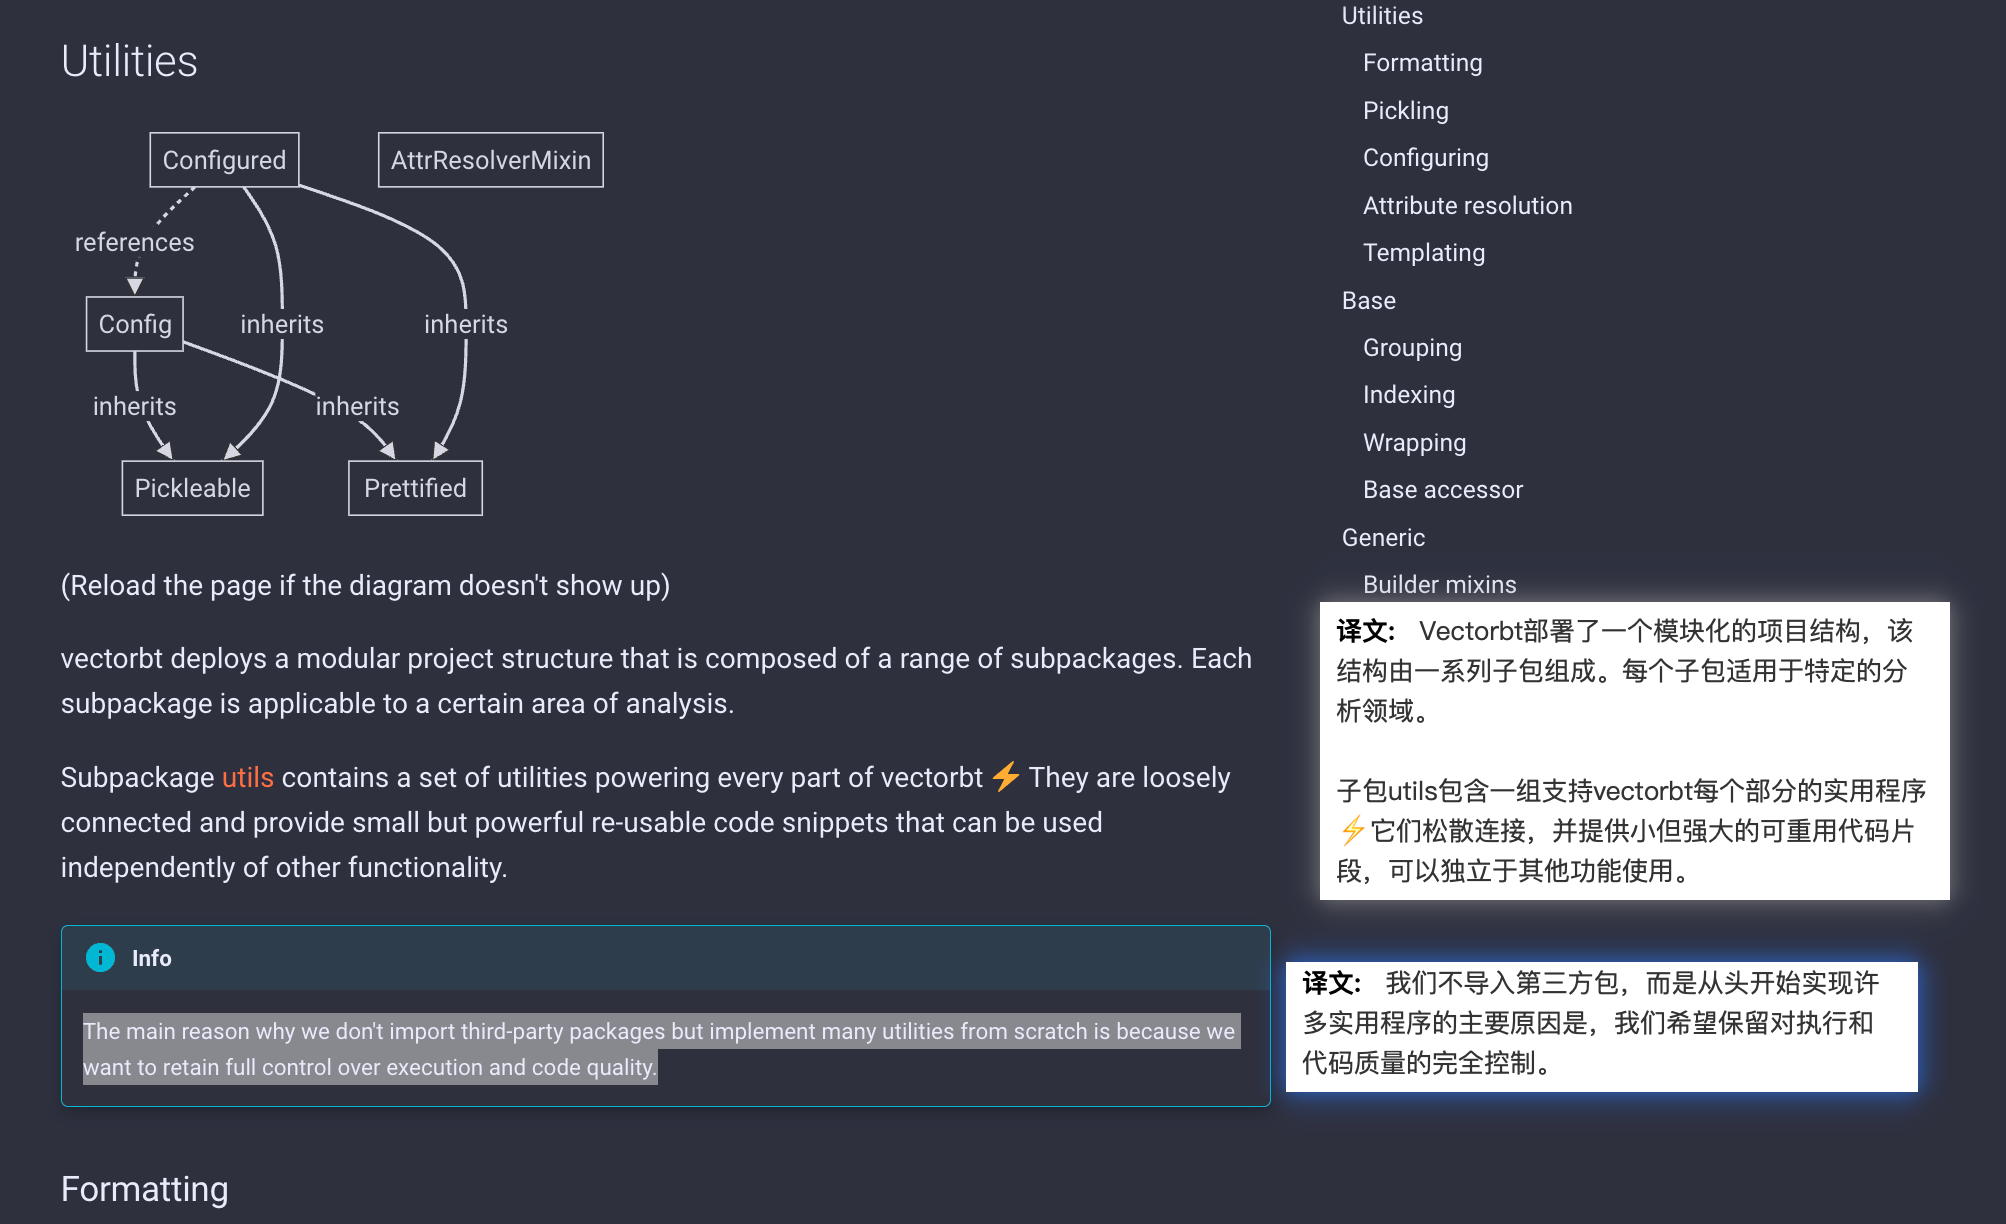 Utilities
Configured
AttrResolverMixin
references
Config
inherits
inherits
inherits
inherits
Pickleable
Prettified
(Reload the page if the diagram doesn't show up)
vectorbt deploys a modular project structure that is composed of a range of subpackages. Each
subpackage is applicable to a certain area of analysis.
Subpackage utils contains a set of utilities powering every part of vectorbt ⚡ They are loosely
connected and provide small but powerful re-usable code snippets that can be used
independently of other functionality.
Info
The main reason why we don't import third-party packages but implement many utilities from scratch is because we
want to retain full control over execution and code quality.
Formatting
Utilities
Formatting
Pickling
Configuring
Attribute resolution
Templating
Base
Grouping
Indexing
Wrapping
Base accessor
Generic
Builder mixins
译文: Vectorbt部署了一个模块化的项目结构，该
结构由一系列子包组成。每个子包适用于特定的分
析领域。
子包utils包含一组支持vectorbt每个部分的实用程序
⚡它们松散连接，并提供小但强大的可重用代码片
段，可以独立于其他功能使用。
译文: 我们不导入第三方包，而是从头开始实现许
多实用程序的主要原因是，我们希望保留对执行和
代码质量的完全控制。